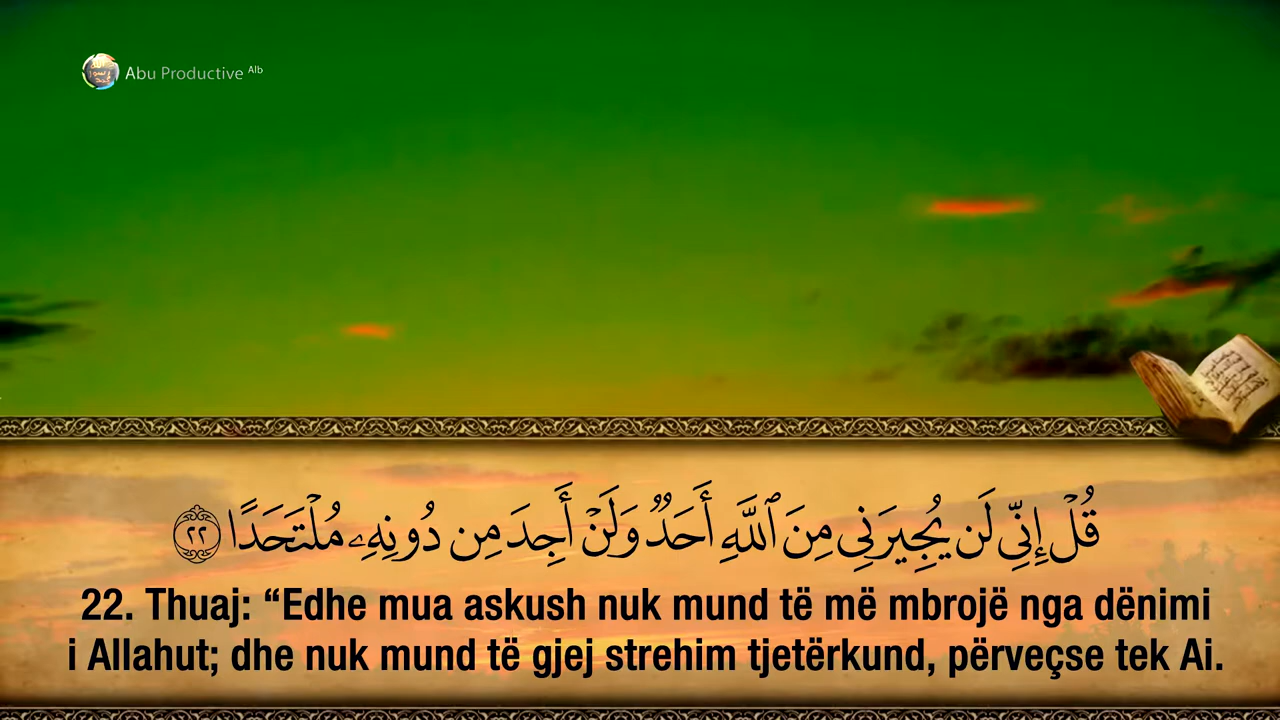 Abu Productive Alb
قُلْ إِنِّي لَن يُجِيرَنِي مِنَ ٱللَّهِ أَحَدٌ وَلَنْ أَجِدَ مِن دُونِهِۦ مُلْتَحَدًا ٢٢
22. Thuaj: “Edhe mua askush nuk mund të më mbrojë nga dënimi
i Allahut; dhe nuk mund të gjej strehim tjetërkund, përveçse tek Ai.